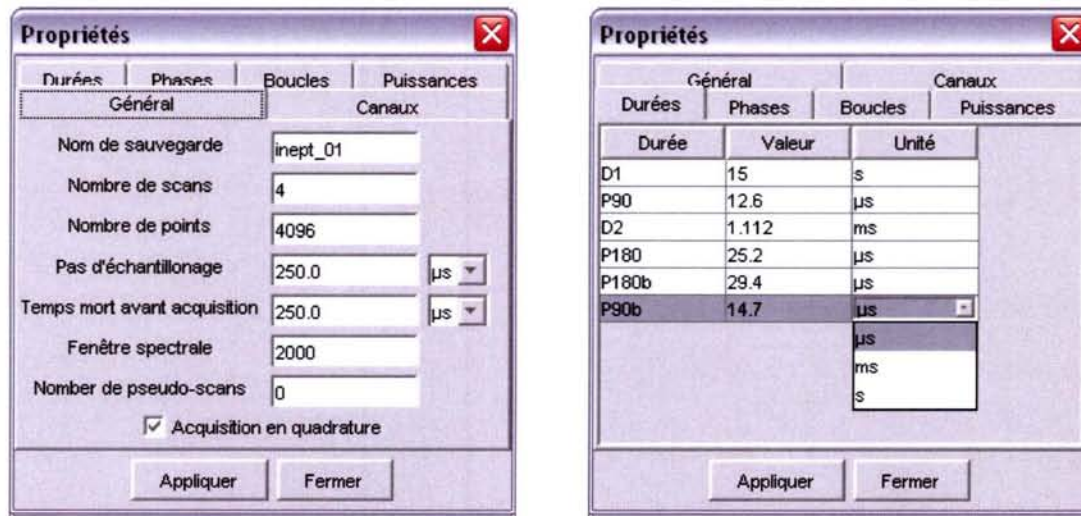 Propriétés
Durées Phases Boucles Puissances
Général Canaux
Nom de sauvegarde inept_01
Nombre de scans 4
Nombre de points 4096
Pas d'échantillonage 250.0 µs
Temps mort avant acquisition 250.0 µs
Fenêtre spectrale 2000
Nomber de pseudo-scans 0
Acquisition en quadrature
Appliquer Fermer
Propriétés
Général Canaux
Durées Phases Boucles Puissances
Durée Valeur Unité
D1 15 s
P90 12.6 µs
D2 1.112 ms
P180 25.2 µs
P180b 29.4 µs
P90b 14.7 µs
µs
ms
s
Appliquer Fermer